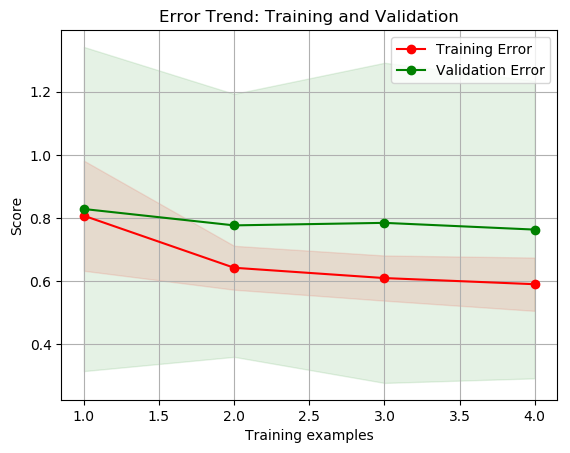 Error Trend: Training and Validation
Training Error
Validation Error
Score
1.2
1.0
0.8
0.6
0.4
1.0 1.5 2.0 2.5 3.0 3.5 4.0
Training examples